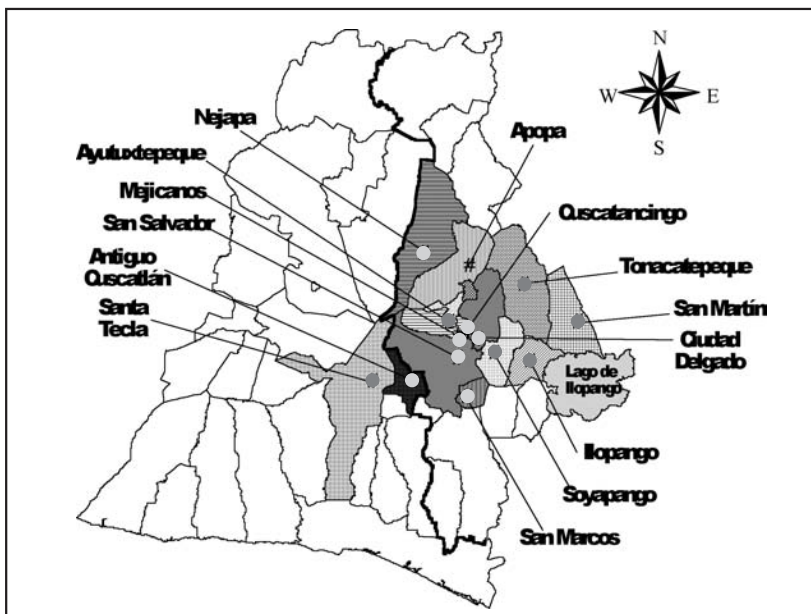 N
W
E
S
Nejapa
Apopa
Ayutuxtepeque
Mejicanos
San Salvador
Cuscatancingo
Antiguo
Cuscatlán
Tonacatepeque
Santa
Tecla
San Martín
#
Ciudad
Delgado
Lago de
Ilopango
Ilopango
Soyapango
San Marcos